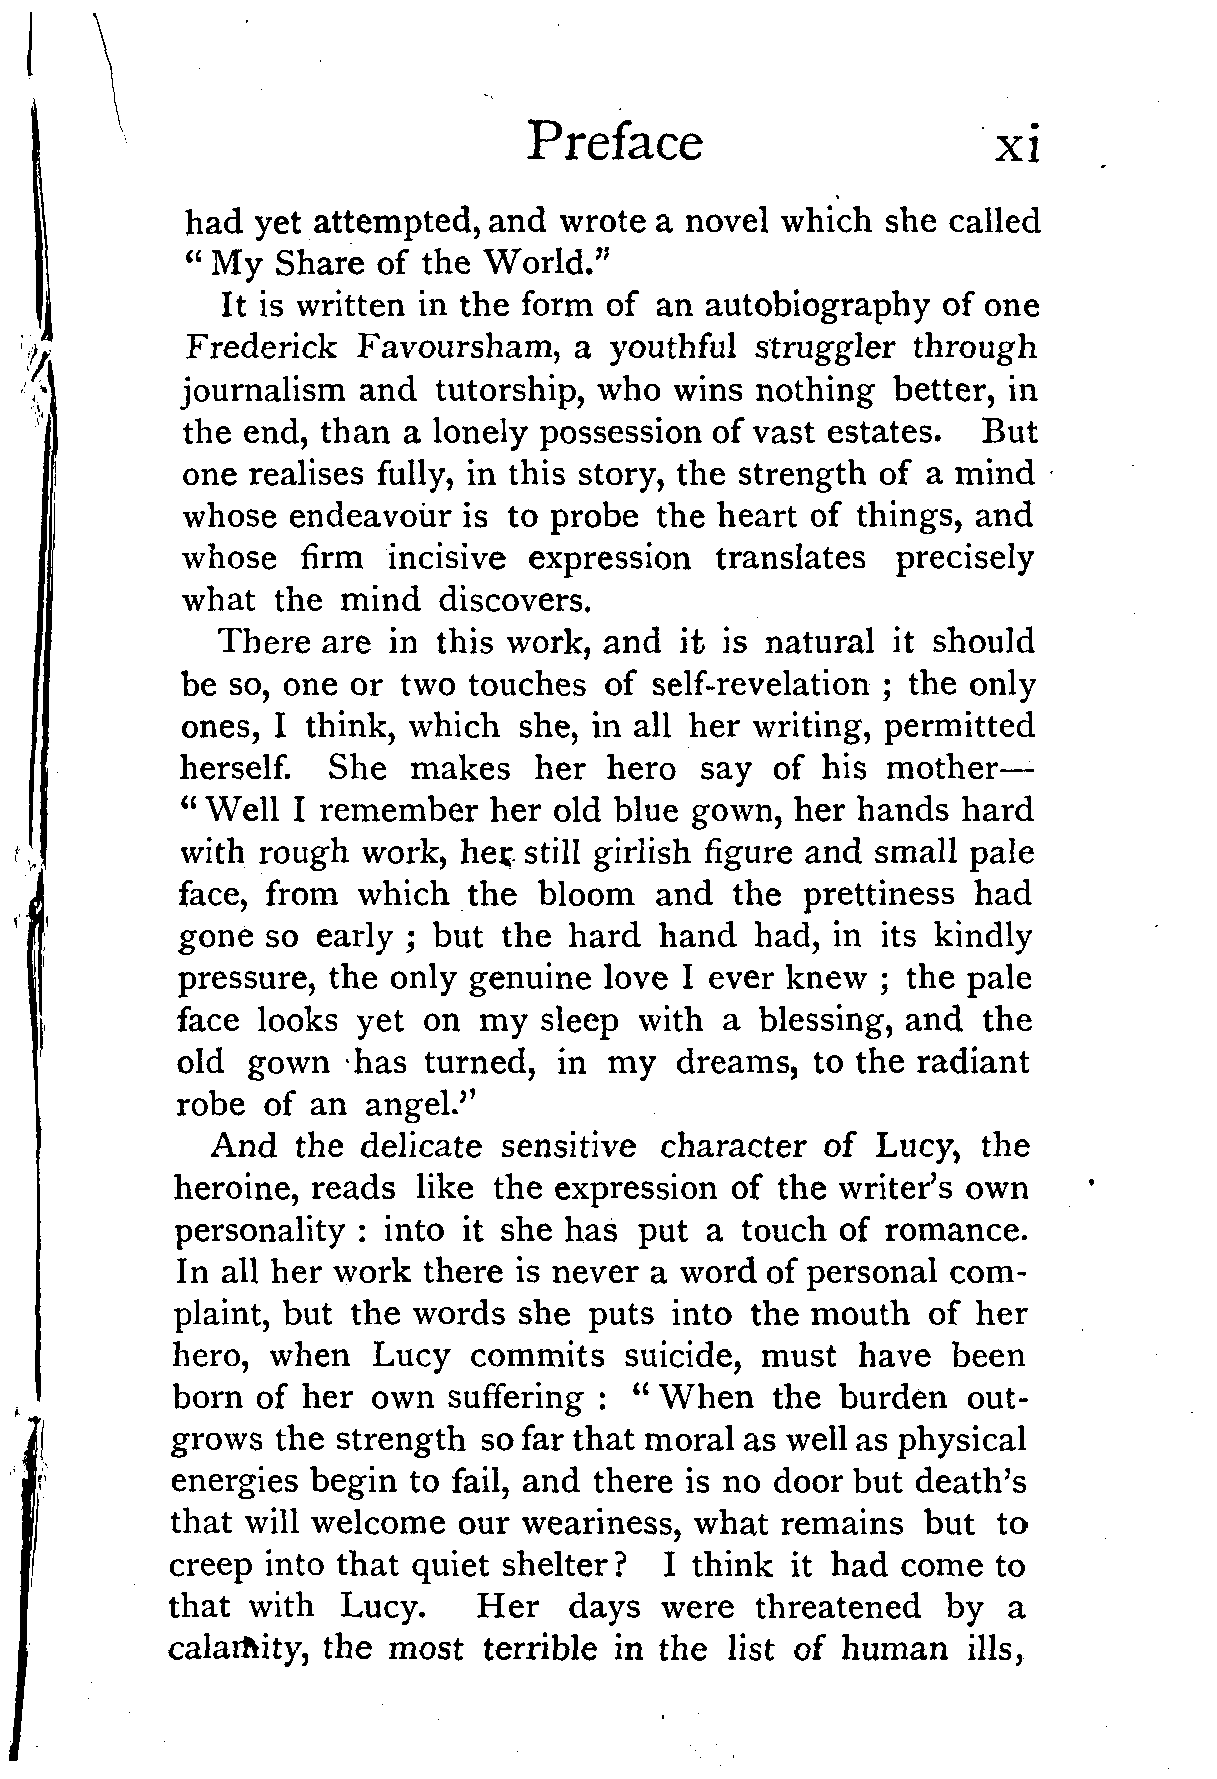 Preface xi
had yet attempted, and wrote a novel which she called
“ My Share of the World.”
It is written in the form of an autobiography of one
Frederick Favoursham, a youthful struggler through
journalism and tutorship, who wins nothing better, in
the end, than a lonely possession of vast estates. But
one realises fully, in this story, the strength of a mind
whose endeavour is to probe the heart of things, and
whose firm incisive expression translates precisely
what the mind discovers.
There are in this work, and it is natural it should
be so, one or two touches of self-revelation ; the only
ones, I think, which she, in all her writing, permitted
herself. She makes her hero say of his mother—
“ Well I remember her old blue gown, her hands hard
with rough work, her still girlish figure and small pale
face, from which the bloom and the prettiness had
gone so early ; but the hard hand had, in its kindly
pressure, the only genuine love I ever knew ; the pale
face looks yet on my sleep with a blessing, and the
old gown has turned, in my dreams, to the radiant
robe of an angel.”
And the delicate sensitive character of Lucy, the
heroine, reads like the expression of the writer’s own
personality : into it she has put a touch of romance.
In all her work there is never a word of personal com-
plaint, but the words she puts into the mouth of her
hero, when Lucy commits suicide, must have been
born of her own suffering : “ When the burden out-
grows the strength so far that moral as well as physical
energies begin to fail, and there is no door but death’s
that will welcome our weariness, what remains but to
creep into that quiet shelter ? I think it had come to
that with Lucy. Her days were threatened by a
calamity, the most terrible in the list of human ills,